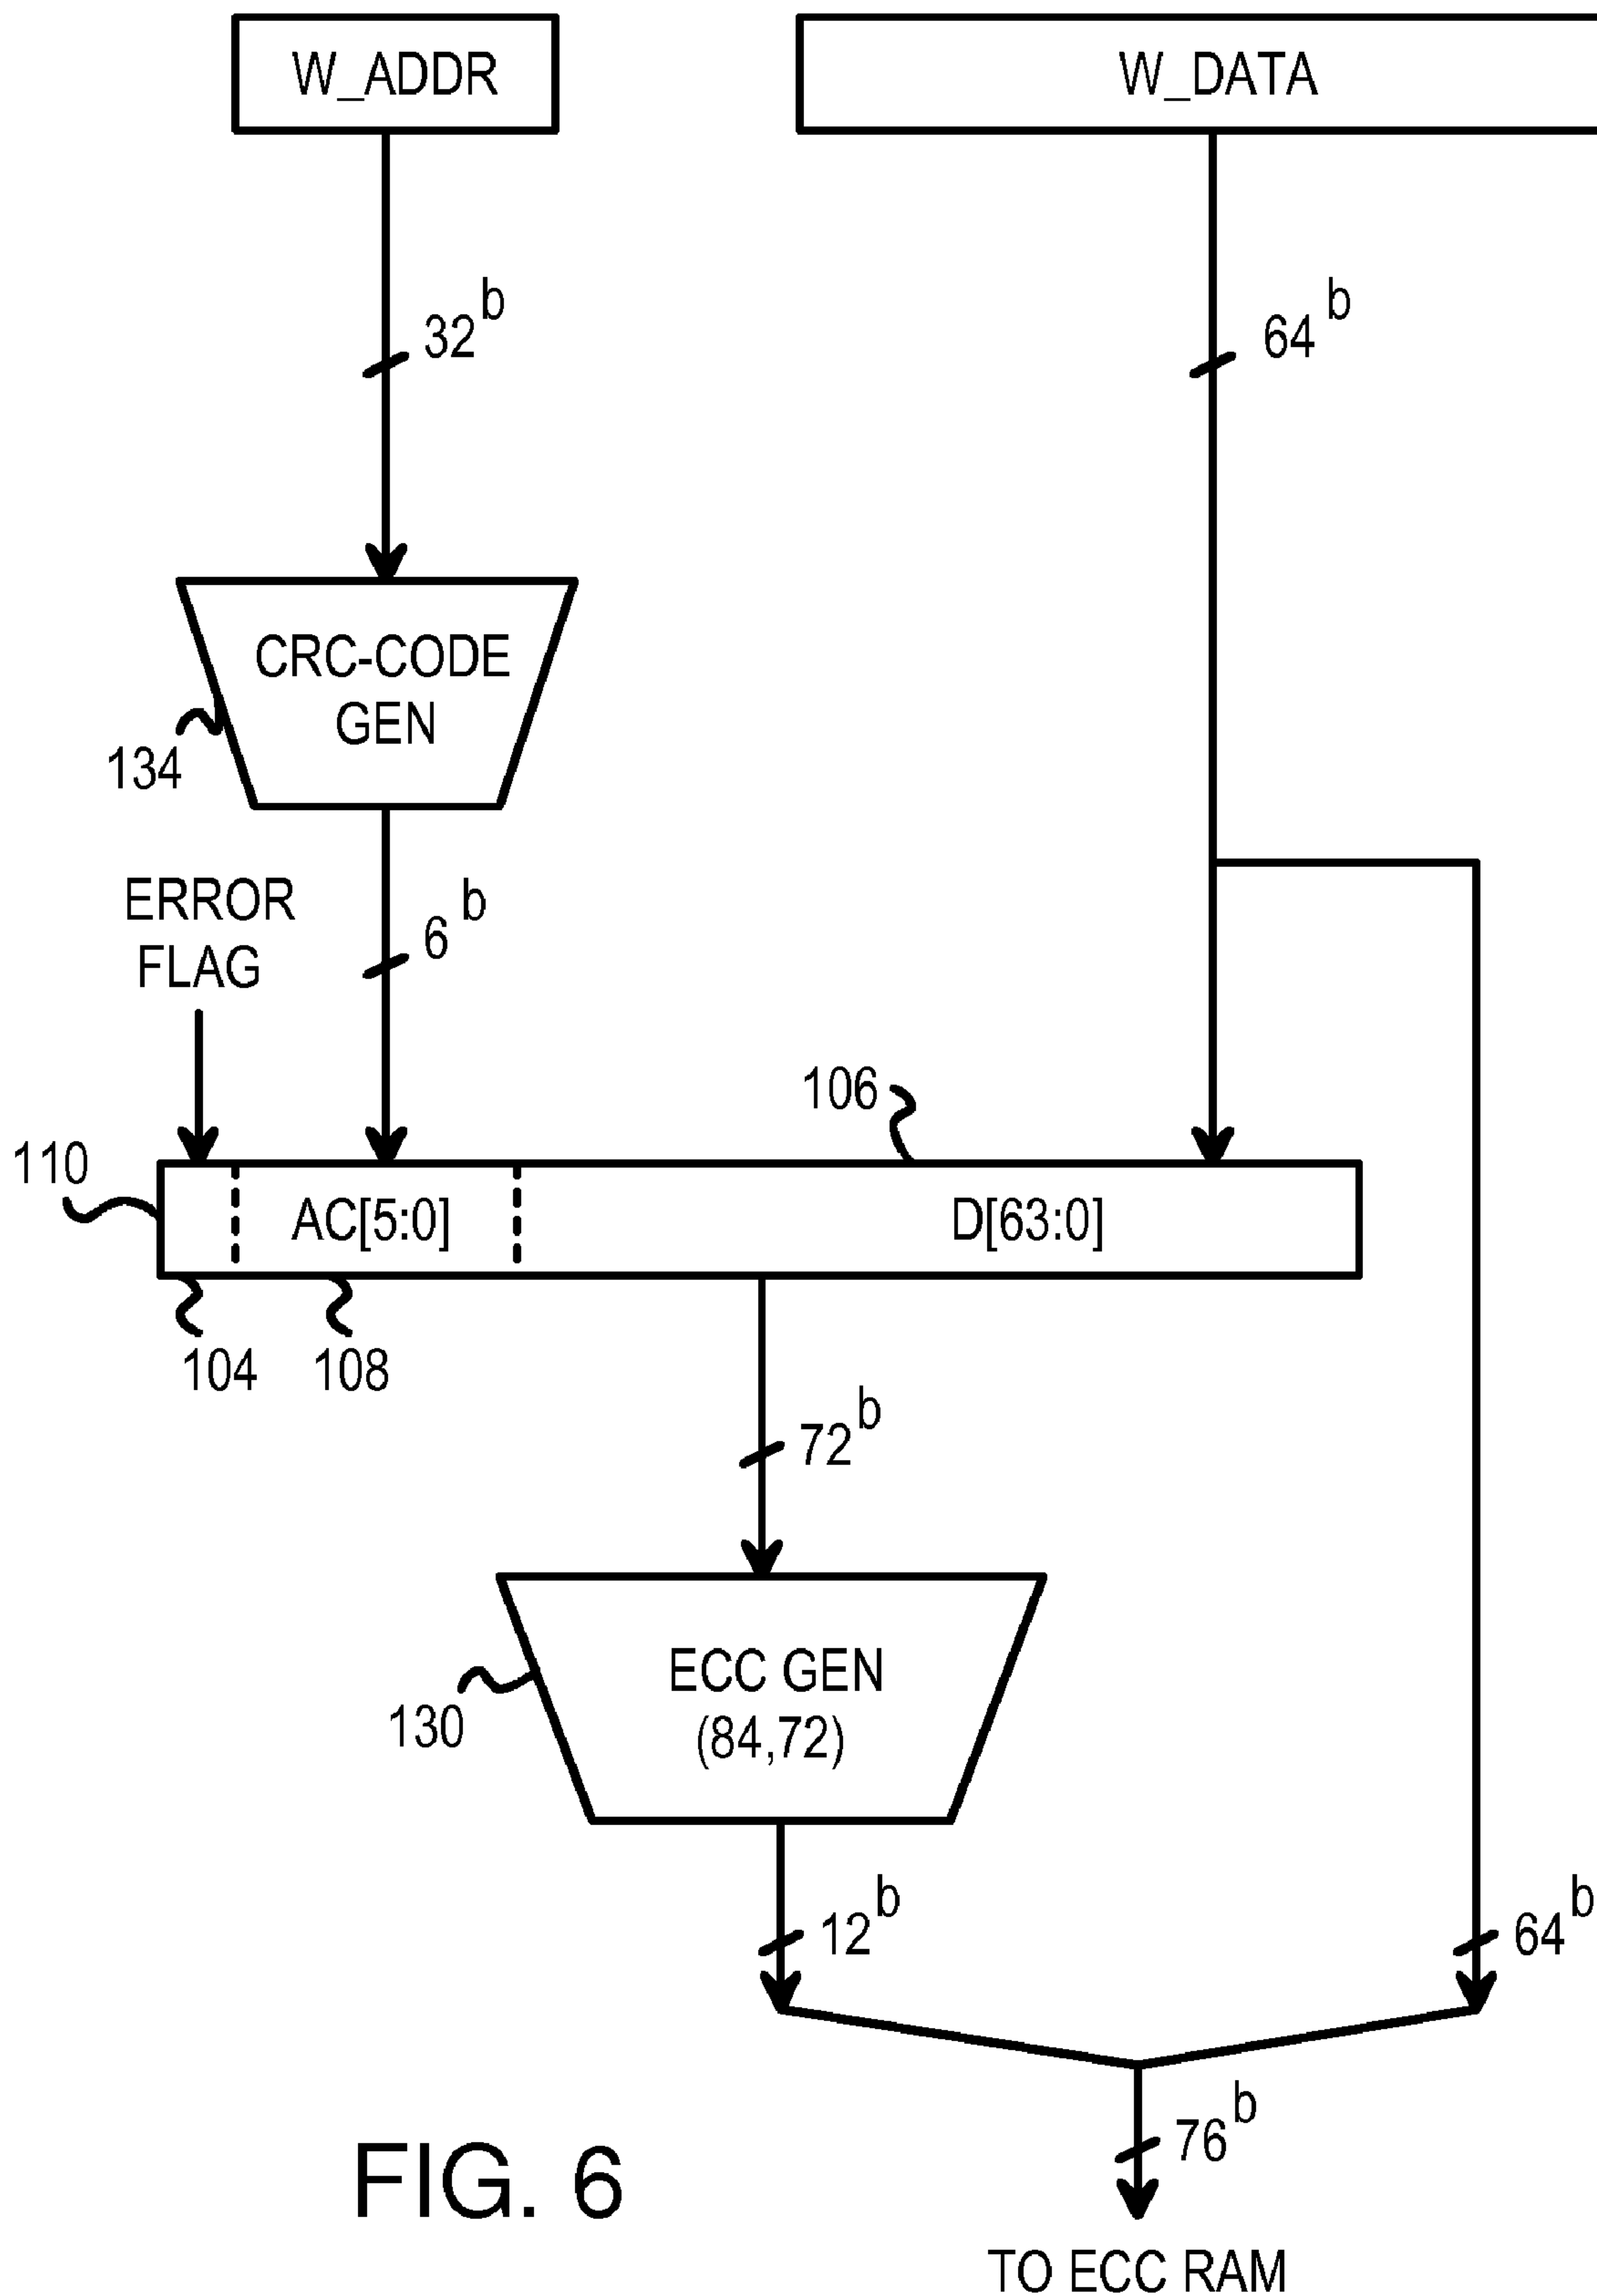 W_ADDR
W_DATA
32b
64b
CRC-CODE
GEN
134
ERROR
FLAG
6b
106
110
AC[5:0]
D[63:0]
104
108
72b
ECC GEN
(84,72)
130
12b
64b
76b
FIG. 6
TO ECC RAM